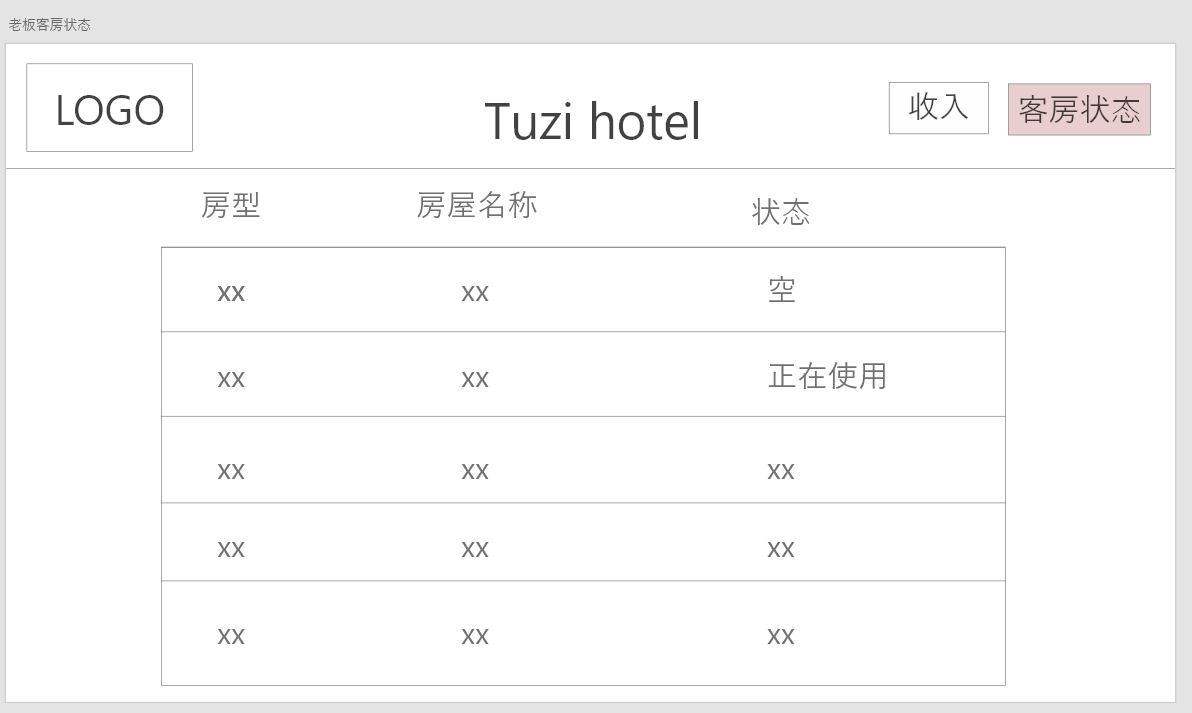 老板客房状态
LOGO
Tuzi hotel
收入
客房状态
房型 房屋名称 状态
xx xx 空
xx xx 正在使用
xx xx xx
xx xx xx
xx xx xx